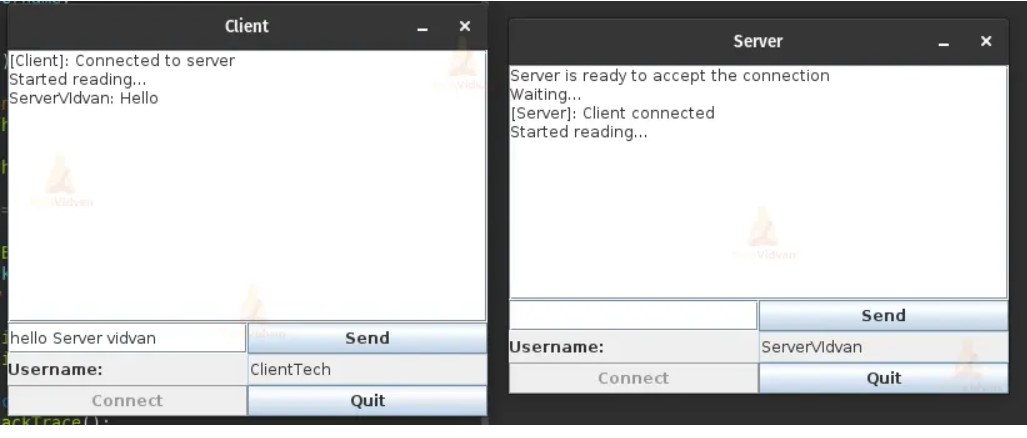 Client
[Client]: Connected to server
Started reading...
ServerVIdvan: Hello
hello Server vidvan
Send
Username:
ClientTech
Connect
Quit
ackTrace();
Server
Server is ready to accept the connection
Waiting...
[Server]: Client connected
Started reading...
Send
Username:
ServerVIdvan
Connect
Quit